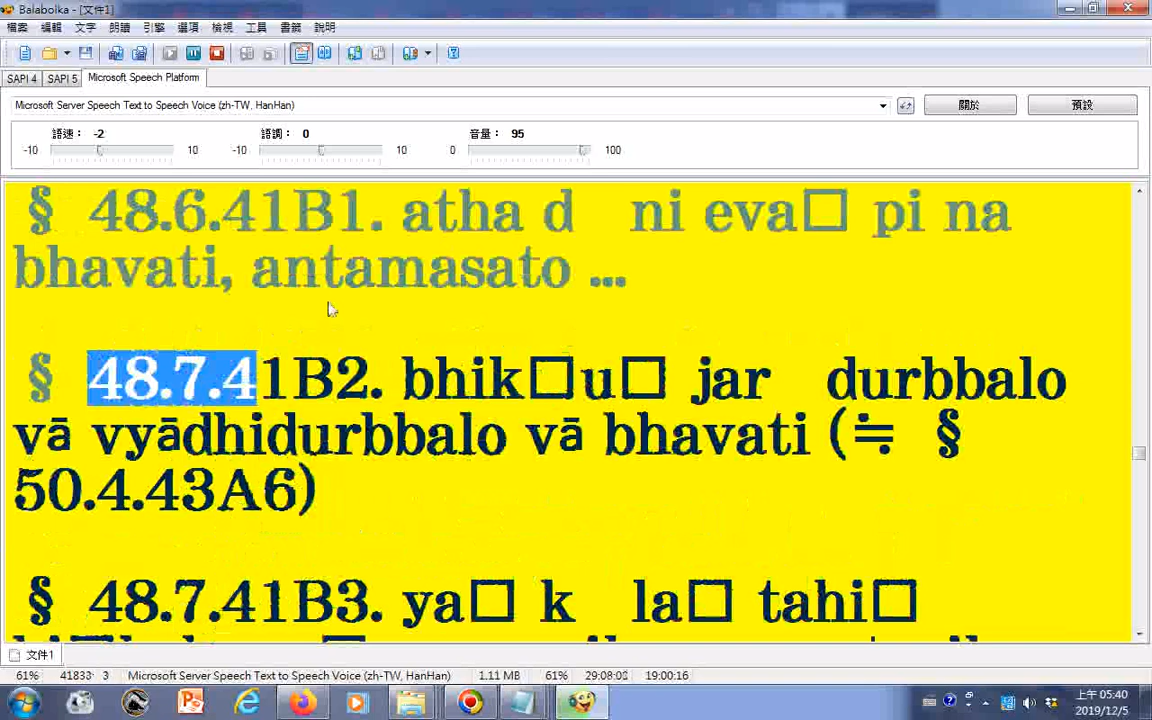 Balabolka - [文件1]
檔案 編輯 文字 朗讀 引擎 選項 檢視 工具 書籤 說明
SAPI 4 SAPI 5 Microsoft Speech Platform
Microsoft Server Speech Text to Speech Voice (zh-TW, HanHan) 關於 預設
語速： -2 語調： 0 音量： 95
-10 10 -10 10 0 100
§ 48.6.41B1. atha d ni eva□ pi na
bhavati, antamasato ...
§ 48.7.41B2. bhik□u□ jar durbbalo
vā vyādhidurbbalo vā bhavati (≒ §
50.4.43A6)
§ 48.7.41B3. ya□ k la□ tahi□
文件1
61% 41833: 3 Microsoft Server Speech Text to Speech Voice (zh-TW, HanHan) 1.11 MB 61% 19:00:16
上午 05:40
2019/12/5